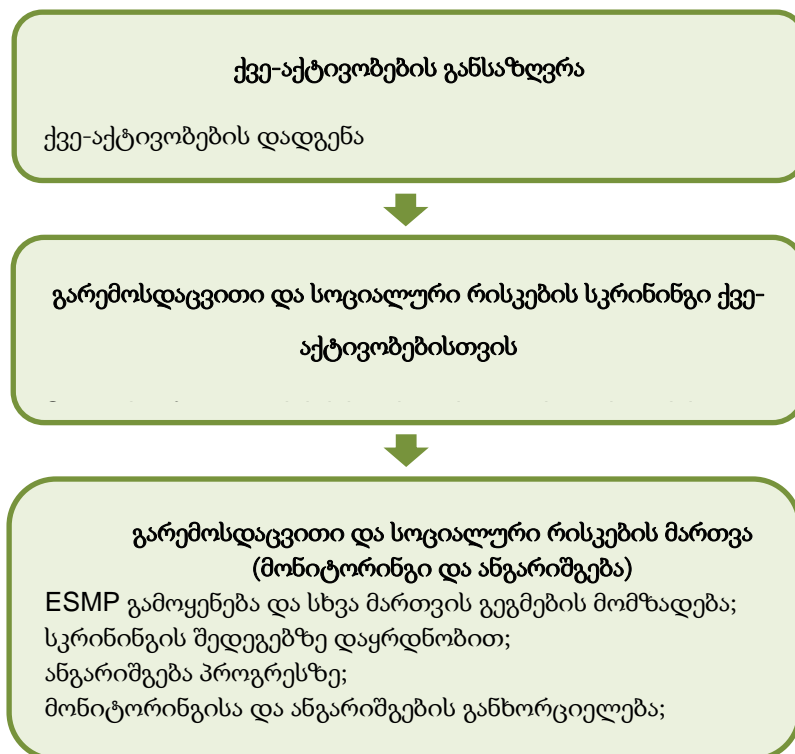 ქვე-აქტივობების განსაზღვრა
ქვე-აქტივობების დადგენა
გარემოსდაცვითი და სოციალური რისკების სკრინინგი ქვე-
აქტივობებისთვის
გარემოსდაცვითი და სოციალური რისკების მართვა
(მონიტორინგი და ანგარიშგება)
ESMP გამოყენება და სხვა მართვის გეგმების მომზადება;
სკრინინგის შედეგებზე დაყრდნობით;
ანგარიშგება პროგრესზე;
მონიტორინგისა და ანგარიშგების განხორციელება;